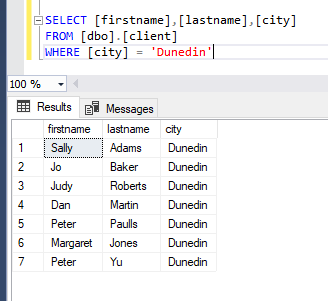 SELECT [firstname],[lastname],[city]
FROM [dbo].[client]
WHERE [city] = 'Dunedin'
100 %
Results Messages
firstname lastname city
1 Sally Adams Dunedin
2 Jo Baker Dunedin
3 Judy Roberts Dunedin
4 Dan Martin Dunedin
5 Peter Paulls Dunedin
6 Margaret Jones Dunedin
7 Peter Yu Dunedin